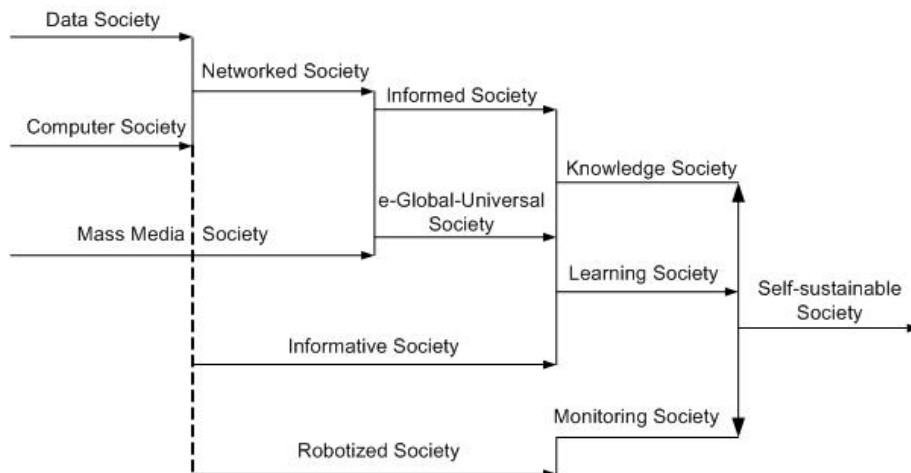 Data Society
Networked Society
Informed Society
Computer Society
Knowledge Society
e-Global-Universal
Society
Mass Media Society
Learning Society
Self-sustainable
Society
Informative Society
Monitoring Society
Robotized Society